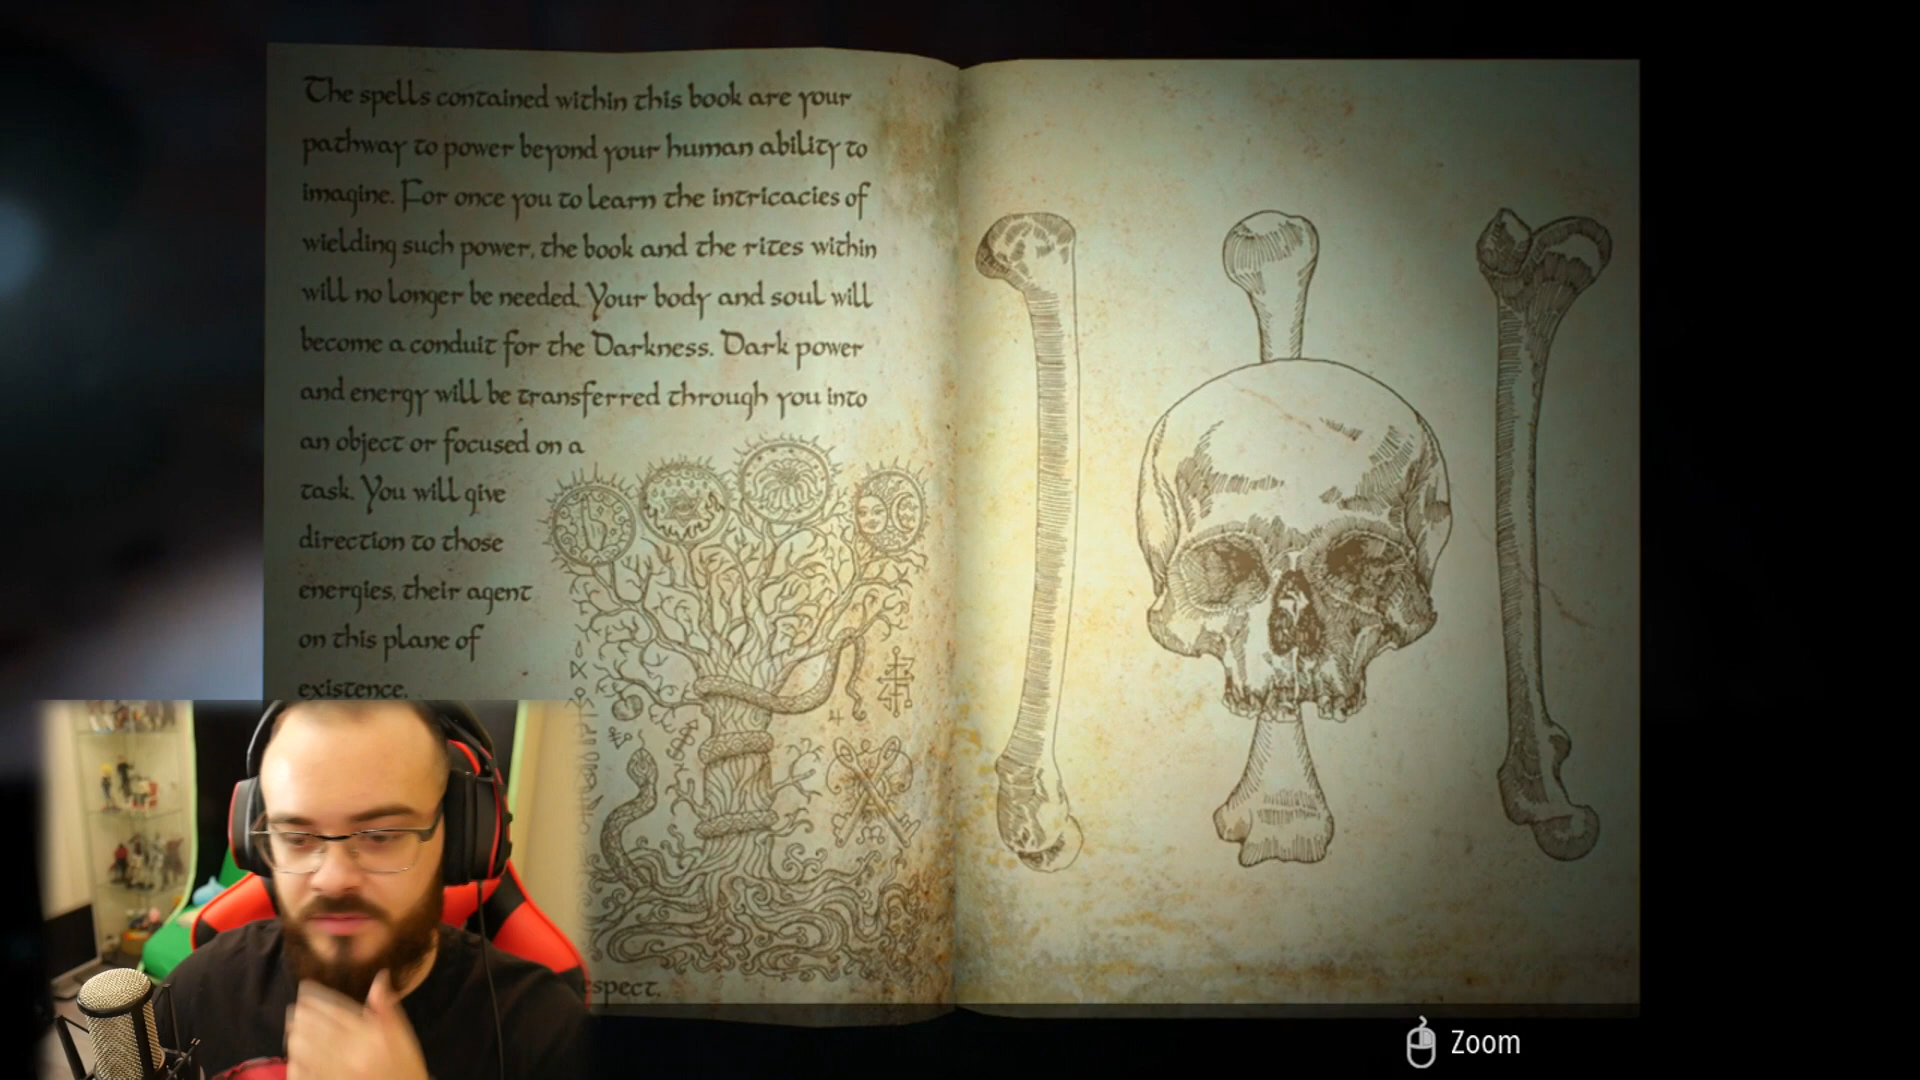 The spells contained within this book are your
pathway to power beyond your human ability to
imagine. For once you to learn the intricacies of
wielding such power, the book and the rites within
will no longer be needed. Your body and soul will
become a conduit for the Darkness. Dark power
and energy will be transferred through you into
an object or focused on a
task. You will give
direction to those
energies, their agent
on this plane of
existence.
Zoom